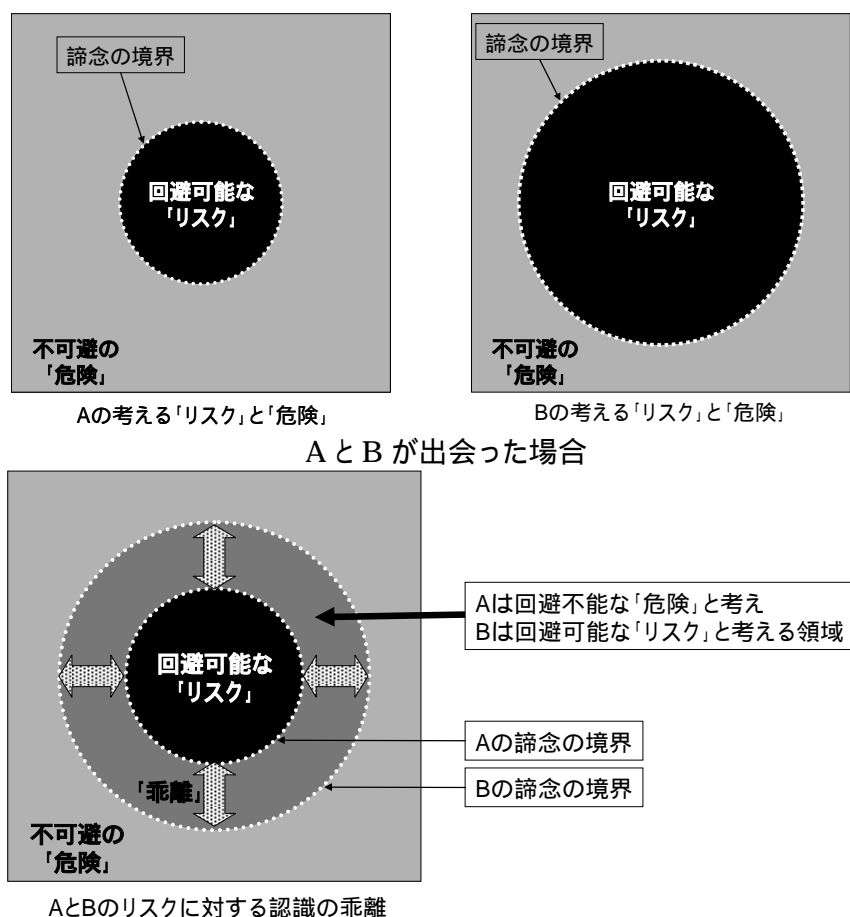 諦念の境界
回避可能な
「リスク」
不可避の
「危険」
Aの考える「リスク」と「危険」
諦念の境界
回避可能な
「リスク」
不可避の
「危険」
Bの考える「リスク」と「危険」
AとBが出会った場合
回避可能な
「リスク」
「乖離」
不可避の
「危険」
Aは回避不能な「危険」と考え
Bは回避可能な「リスク」と考える領域
Aの諦念の境界
Bの諦念の境界
AとBのリスクに対する認識の乖離